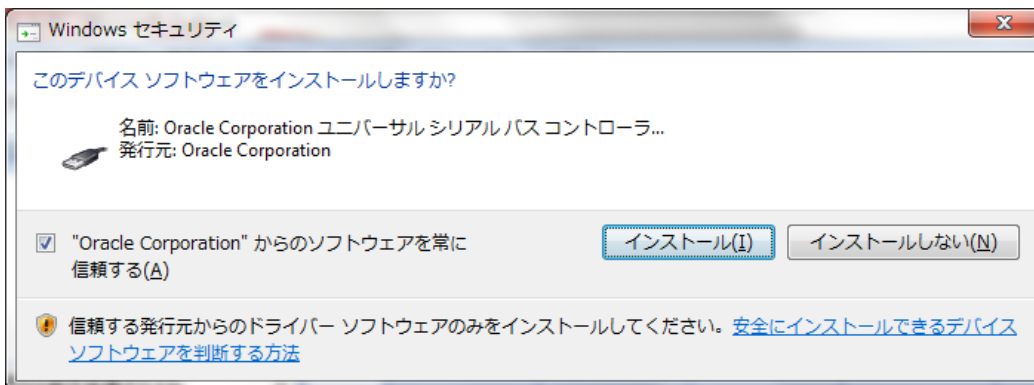 Windows セキュリティ
このデバイス ソフトウェアをインストールしますか?
名前: Oracle Corporation ユニバーサル シリアル バス コントローラ...
発行元: Oracle Corporation
"Oracle Corporation" からのソフトウェアを常に
信頼する(A)
インストール(I)
インストールしない(N)
信頼する発行元からのドライバー ソフトウェアのみをインストールしてください。安全にインストールできるデバイス
ソフトウェアを判断する方法